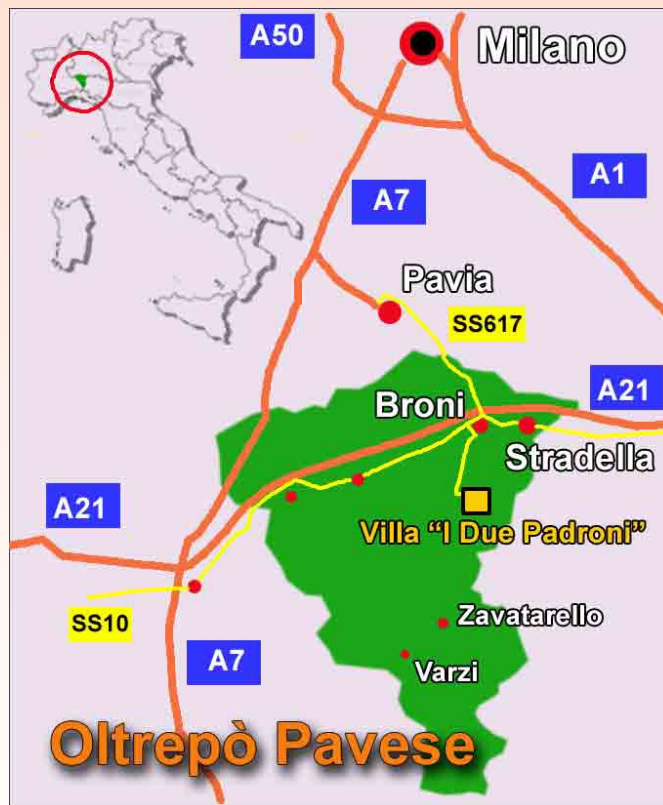 A50
Milano
A1
A7
Pavia
SS617
Broni
A21
Stradella
A21
Villa "I Due Padroni"
SS10
Zavatarello
A7
Varzi
Oltrepò Pavese